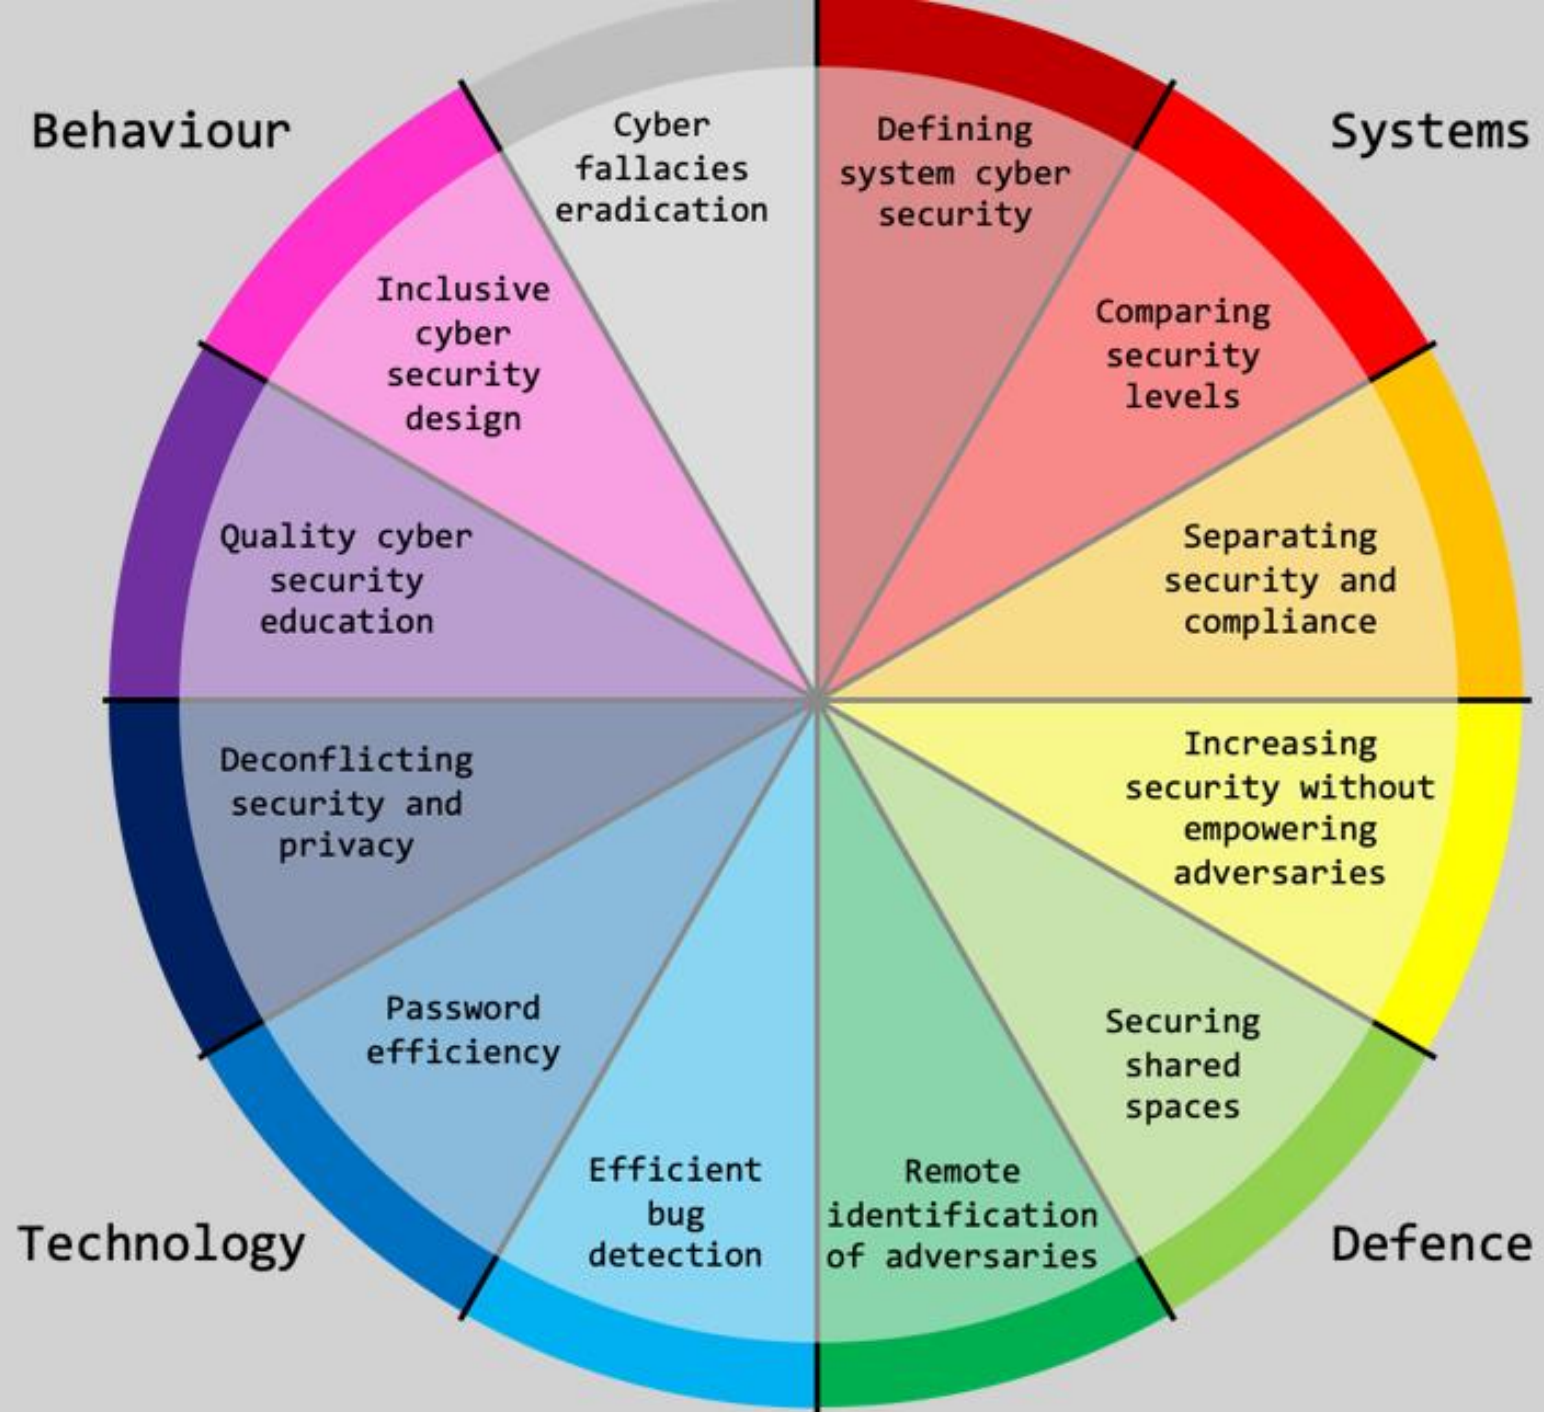 Behaviour
Systems
Cyber
fallacies
eradication
Defining
system cyber
security
Inclusive
cyber
security
design
Comparing
security
levels
Quality cyber
security
education
Separating
security and
compliance
Deconflicting
security and
privacy
Increasing
security without
empowering
adversaries
Password
efficiency
Securing
shared
spaces
Efficient
bug
detection
Remote
identification
of adversaries
Technology
Defence